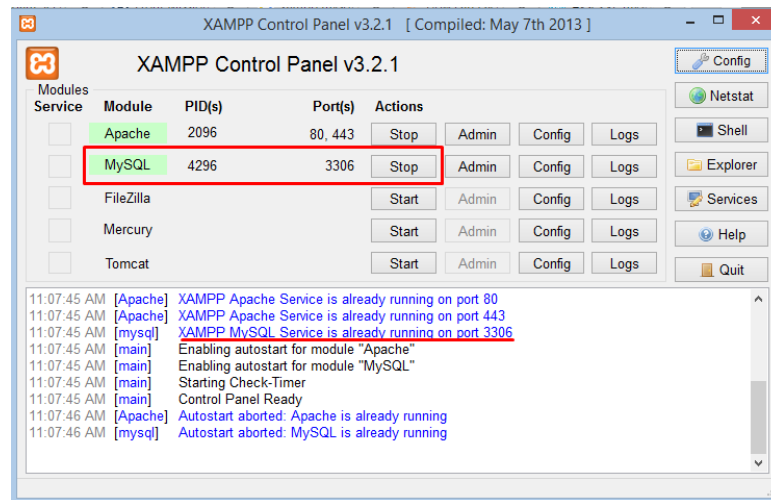 XAMPP Control Panel v3.2.1 [ Compiled: May 7th 2013 ]
XAMPP Control Panel v3.2.1
Config
Modules
Service Module PID(s) Port(s) Actions
Netstat
Apache 2096 80, 443 Stop Admin Config Logs
Shell
MySQL 4296 3306 Stop Admin Config Logs
Explorer
FileZilla Start Admin Config Logs
Services
Mercury Start Admin Config Logs
Help
Tomcat Start Admin Config Logs
Quit
11:07:45 AM [Apache] XAMPP Apache Service is already running on port 80
11:07:45 AM [Apache] XAMPP Apache Service is already running on port 443
11:07:45 AM [mysql] XAMPP MySQL Service is already running on port 3306
11:07:45 AM [main] Enabling autostart for module "Apache"
11:07:45 AM [main] Enabling autostart for module "MySQL"
11:07:45 AM [main] Starting Check-Timer
11:07:45 AM [main] Control Panel Ready
11:07:46 AM [Apache] Autostart aborted: Apache is already running
11:07:46 AM [mysql] Autostart aborted: MySQL is already running